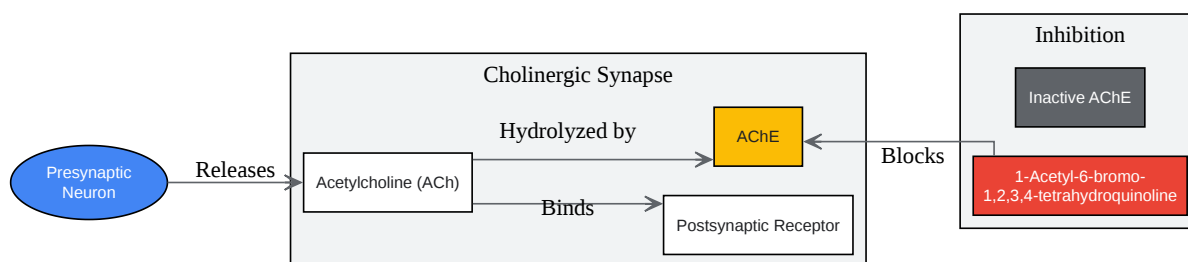 Inhibition
Cholinergic Synapse
Inactive AChE
Hydrolyzed by
AChE
Blocks
Presynaptic
Neuron
Releases
Acetylcholine (ACh)
1-Acetyl-6-bromo-
1,2,3,4-tetrahydroquinoline
Binds
Postsynaptic Receptor